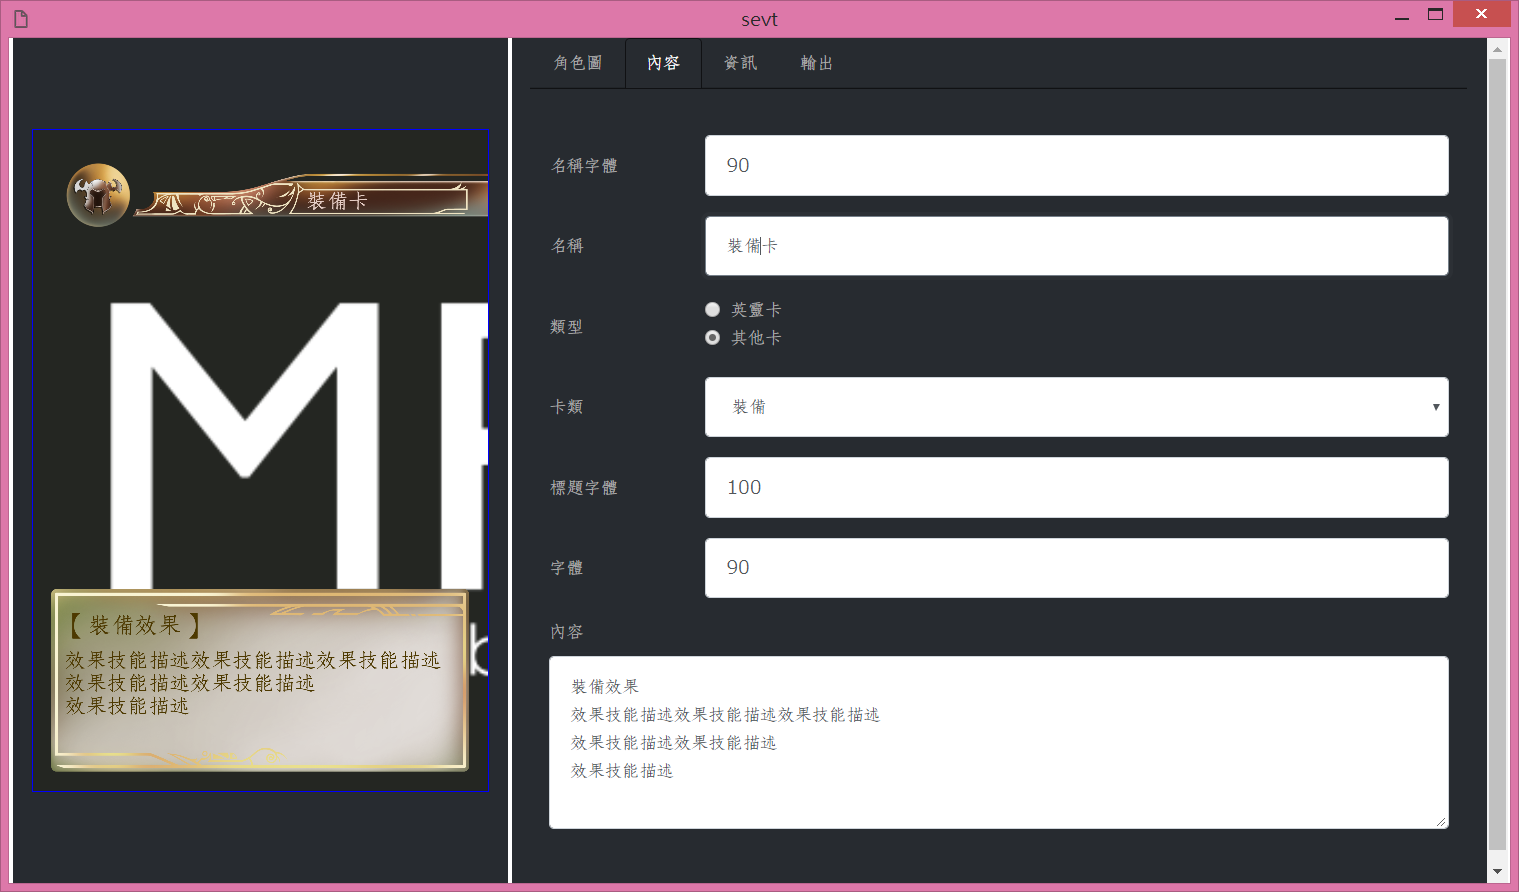 sevt
角色圖
內容
資訊
輸出
裝備卡
M
【 裝備效果 】
效果技能描述效果技能描述效果技能描述
效果技能描述效果技能描述
效果技能描述
名稱字體
90
名稱
裝備卡
類型
英靈卡
其他卡
卡類
裝備
標題字體
100
字體
90
內容
裝備效果
效果技能描述效果技能描述效果技能描述
效果技能描述效果技能描述
效果技能描述